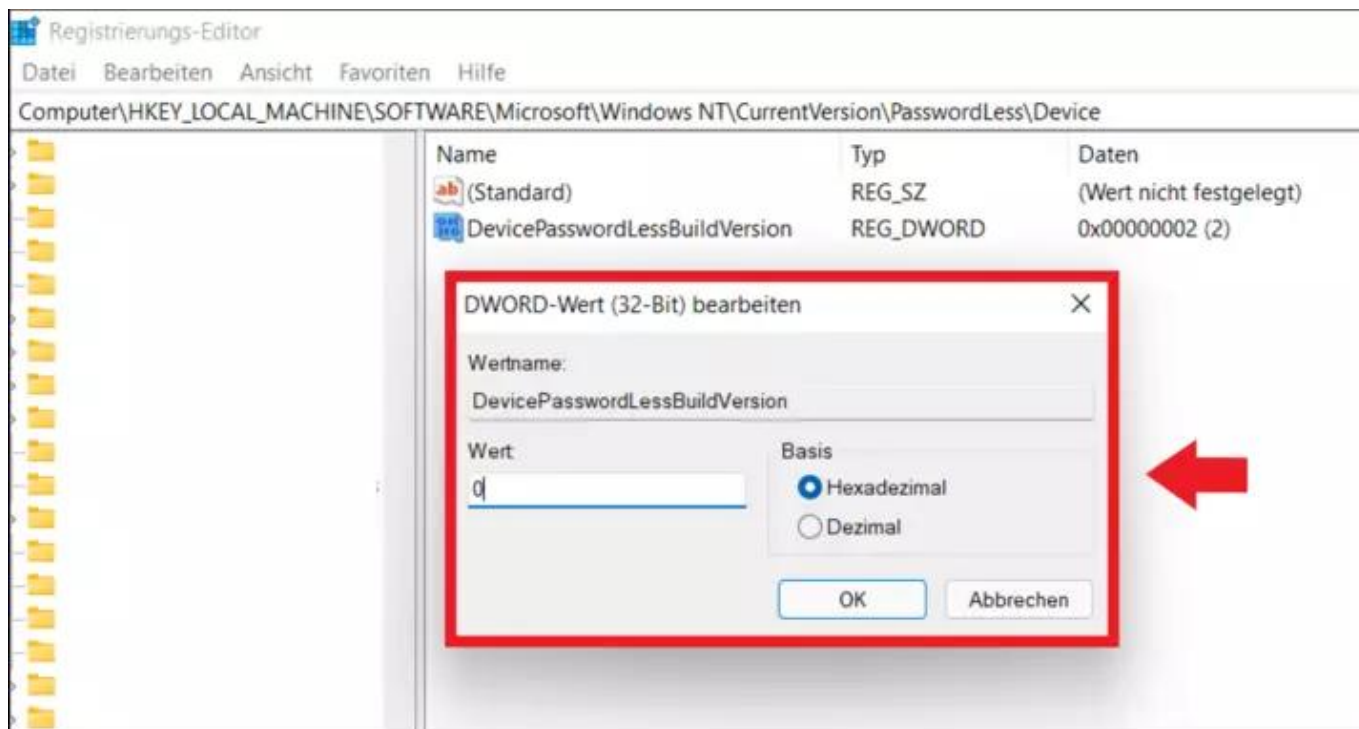 Registrierungs-Editor
Datei Bearbeiten Ansicht Favoriten Hilfe
Computer\HKEY_LOCAL_MACHINE\SOFTWARE\Microsoft\Windows NT\CurrentVersion\PasswordLess\Device
Name Typ Daten
(Standard) REG_SZ (Wert nicht festgelegt)
DevicePasswordLessBuildVersion REG_DWORD 0x00000002 (2)
DWORD-Wert (32-Bit) bearbeiten
Wertname:
DevicePasswordLessBuildVersion
Wert Basis
0 Hexadezimal
Dezimal
OK Abbrechen